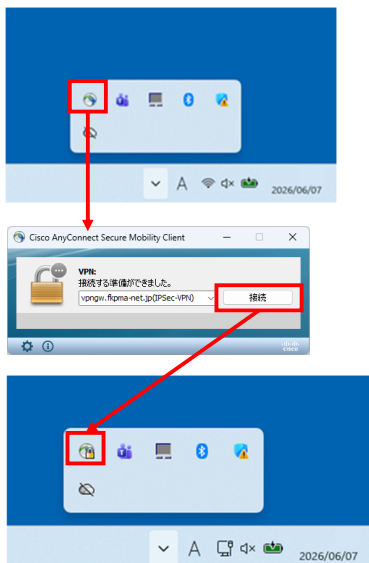 A
2026/06/07
Cisco AnyConnect Secure Mobility Client
VPN:
接続する準備ができました。
vpngw.fkpma-net.jp(IPSec-VPN)
接続
A
2026/06/07